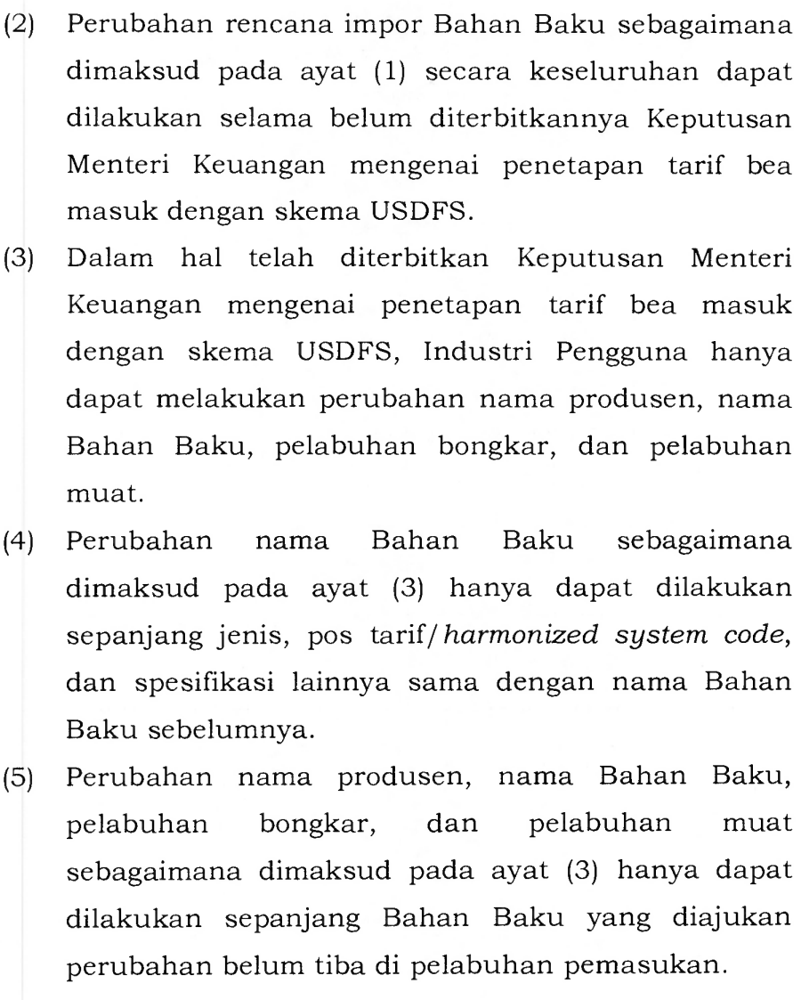 (2) Perubahan rencana impor Bahan Baku sebagaimana
dimaksud pada ayat (1) secara keseluruhan dapat
dilakukan selama belum diterbitkannya Keputusan
Menteri Keuangan mengenai penetapan tarif bea
masuk dengan skema USDFS.
(3) Dalam hal telah diterbitkan Keputusan Menteri
Keuangan mengenai penetapan tarif bea masuk
dengan skema USDFS, Industri Pengguna hanya
dapat melakukan perubahan nama produsen, nama
Bahan Baku, pelabuhan bongkar, dan pelabuhan
muat.
(4) Perubahan nama Bahan Baku sebagaimana
dimaksud pada ayat (3) hanya dapat dilakukan
sepanjang jenis, pos tarif/harmonized system code,
dan spesifikasi lainnya sama dengan nama Bahan
Baku sebelumnya.
(5) Perubahan nama produsen, nama Bahan Baku,
pelabuhan bongkar, dan pelabuhan muat
sebagaimana dimaksud pada ayat (3) hanya dapat
dilakukan sepanjang Bahan Baku yang diajukan
perubahan belum tiba di pelabuhan pemasukan.